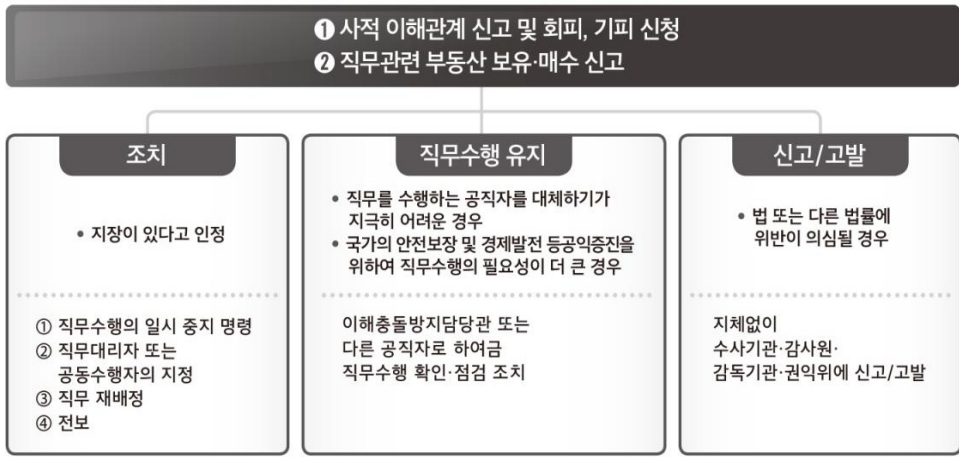 ❶ 사적 이해관계 신고 및 회피, 기피 신청
❷ 직무관련 부동산 보유·매수 신고
조치
• 지장이 있다고 인정
① 직무수행의 일시 중지 명령
② 직무대리자 또는
공동수행자의 지정
③ 직무 재배정
④ 전보
직무수행 유지
• 직무를 수행하는 공직자를 대체하기가
지극히 어려운 경우
• 국가의 안전보장 및 경제발전 등공익증진을
위하여 직무수행의 필요성이 더 큰 경우
이해충돌방지담당관 또는
다른 공직자로 하여금
직무수행 확인·점검 조치
신고/고발
• 법 또는 다른 법률에
위반이 의심될 경우
지체없이
수사기관·감사원·
감독기관·권익위에 신고/고발